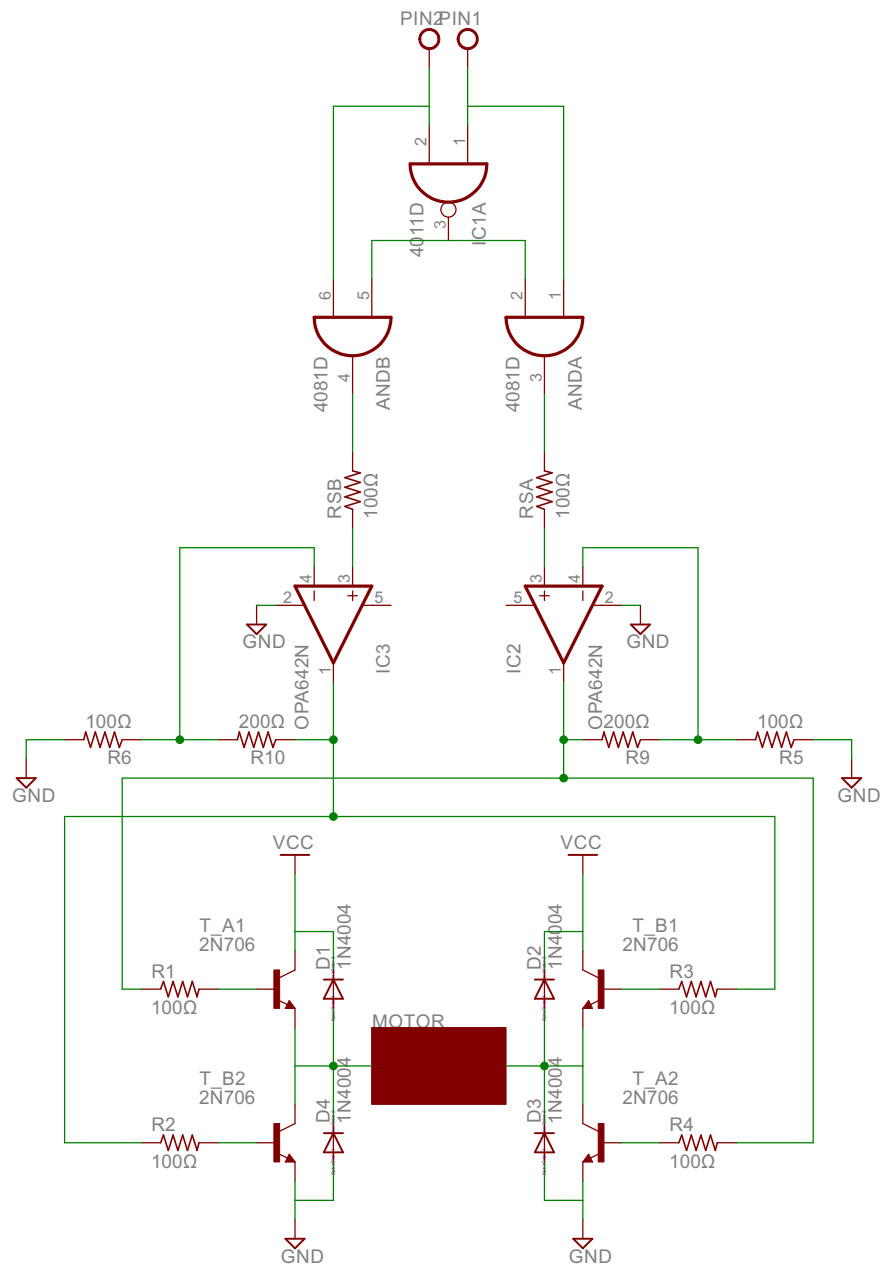 PIN2
PIN1
2
1
4011D
3
IC1A
6
5
2
1
4081D
4
ANDB
4081D
3
ANDA
RSB
100Ω
RSA
100Ω
4
3
2
5
GND
OPA642N
1
IC3
3
4
5
2
GND
IC2
1
OPA642N
100Ω
R6
200Ω
R10
200Ω
R9
100Ω
R5
GND
GND
VCC
VCC
T_A1
2N706
D1
1N4004
D2
1N4004
T_B1
2N706
R1
100Ω
R3
100Ω
MOTOR
T_B2
2N706
D4
1N4004
D3
1N4004
T_A2
2N706
R2
100Ω
R4
100Ω
GND
GND